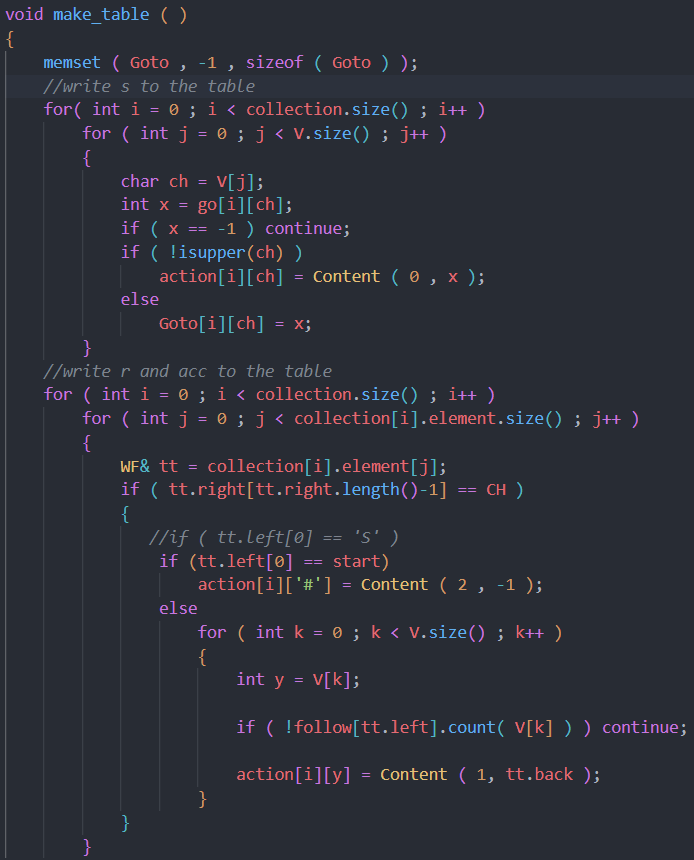 void make_table ( )
{
    memset ( Goto , -1 , sizeof ( Goto ) );
    //write s to the table
    for( int i = 0 ; i < collection.size() ; i++ )
        for ( int j = 0 ; j < V.size() ; j++ )
        {
            char ch = V[j];
            int x = go[i][ch];
            if ( x == -1 ) continue;
            if ( !isupper(ch) )
                action[i][ch] = Content ( 0 , x );
            else
                Goto[i][ch] = x;
        }
    //write r and acc to the table
    for ( int i = 0 ; i < collection.size() ; i++ )
        for ( int j = 0 ; j < collection[i].element.size() ; j++ )
        {
            WF& tt = collection[i].element[j];
            if ( tt.right[tt.right.length()-1] == CH )
            {
               //if ( tt.left[0] == 'S' )
                if (tt.left[0] == start)
                    action[i]['#'] = Content ( 2 , -1 );
                else
                    for ( int k = 0 ; k < V.size() ; k++ )
                    {
                        int y = V[k];
                        if ( !follow[tt.left].count( V[k] ) ) continue;
                        action[i][y] = Content ( 1, tt.back );
                    }
            }
        }